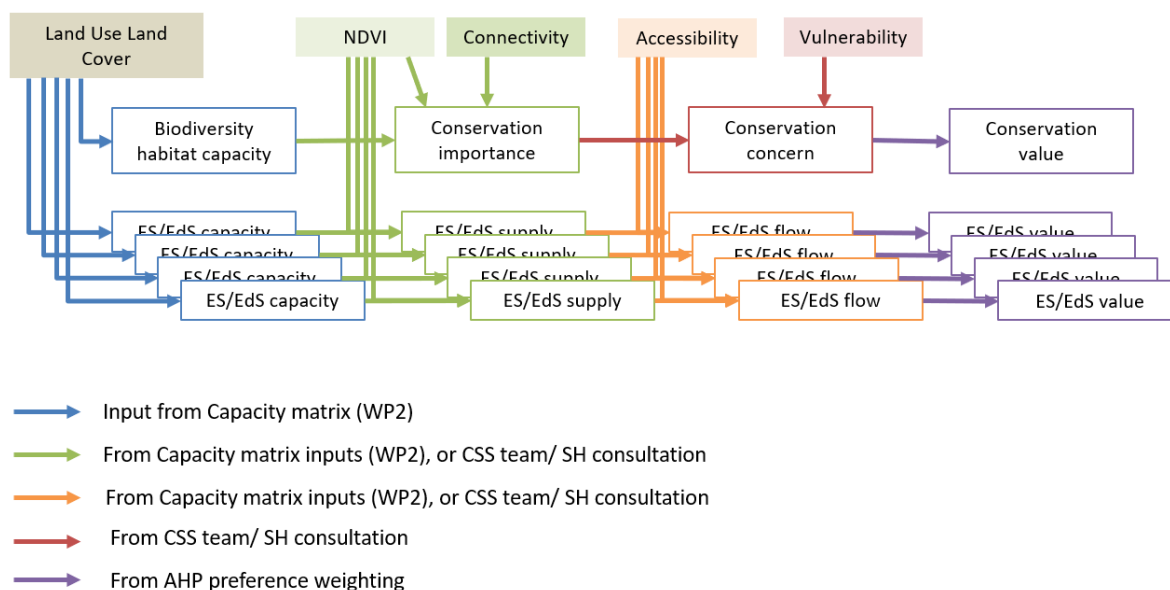 Land Use Land
Cover
NDVI
Connectivity
Accessibility
Vulnerability
Biodiversity
habitat capacity
Conservation
importance
Conservation
concern
Conservation
value
ES/EdS capacity
ES/EdS supply
ES/EdS flow
ES/EdS value
ES/EdS capacity
ES/EdS supply
ES/EdS flow
ES/EdS value
ES/EdS capacity
ES/EdS supply
ES/EdS flow
ES/EdS value
ES/EdS capacity
ES/EdS supply
ES/EdS flow
ES/EdS value
Input from Capacity matrix (WP2)
From Capacity matrix inputs (WP2), or CSS team/ SH consultation
From Capacity matrix inputs (WP2), or CSS team/ SH consultation
From CSS team/ SH consultation
From AHP preference weighting